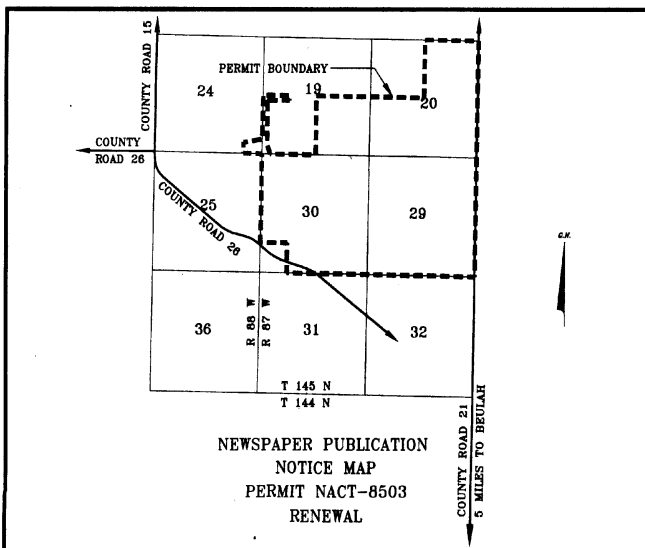 COUNTY ROAD 15
PERMIT BOUNDARY
24
19
20
COUNTY
ROAD 26
25
COUNTY ROAD 26
30
29
G.N.
36
R 88 W
R 87 W
31
32
T 145 N
T 144 N
COUNTY ROAD 21
5 MILES TO BEULAH
NEWSPAPER PUBLICATION
NOTICE MAP
PERMIT NACT-8503
RENEWAL